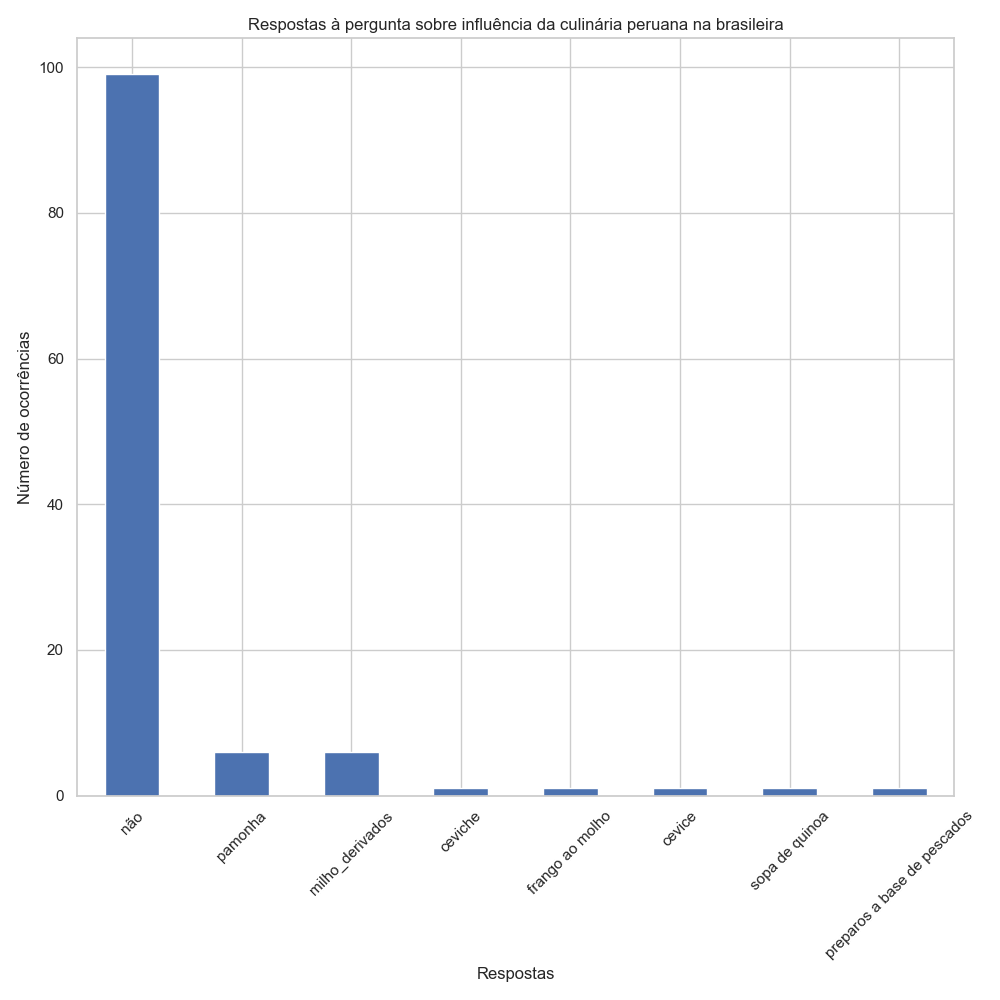 Respostas à pergunta sobre influência da culinária peruana na brasileira
Número de ocorrências
100
80
60
40
20
0
não
pamonha
milho_derivados
ceviche
frango ao molho
cevice
sopa de quinoa
preparos a base de pescados
Respostas